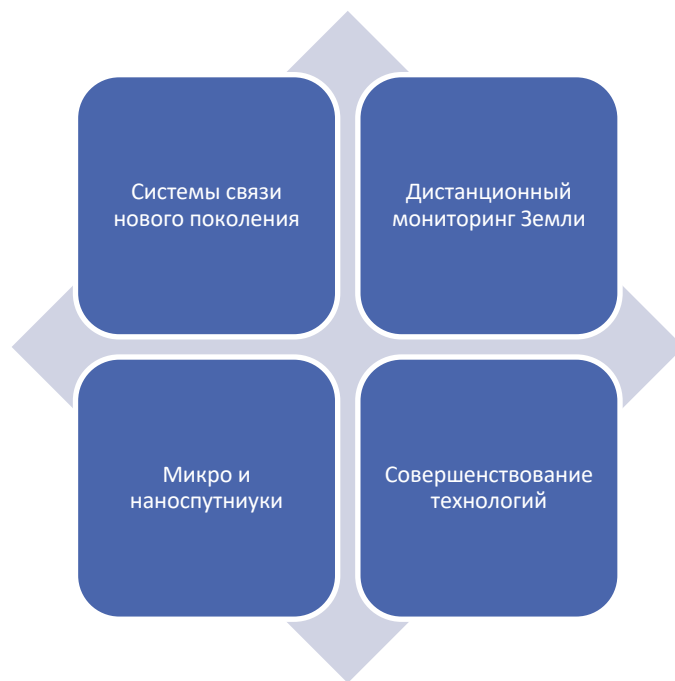 Системы связи
нового поколения
Дистанционный
мониторинг Земли
Микро и
наноспутниуки
Совершенствование
технологий